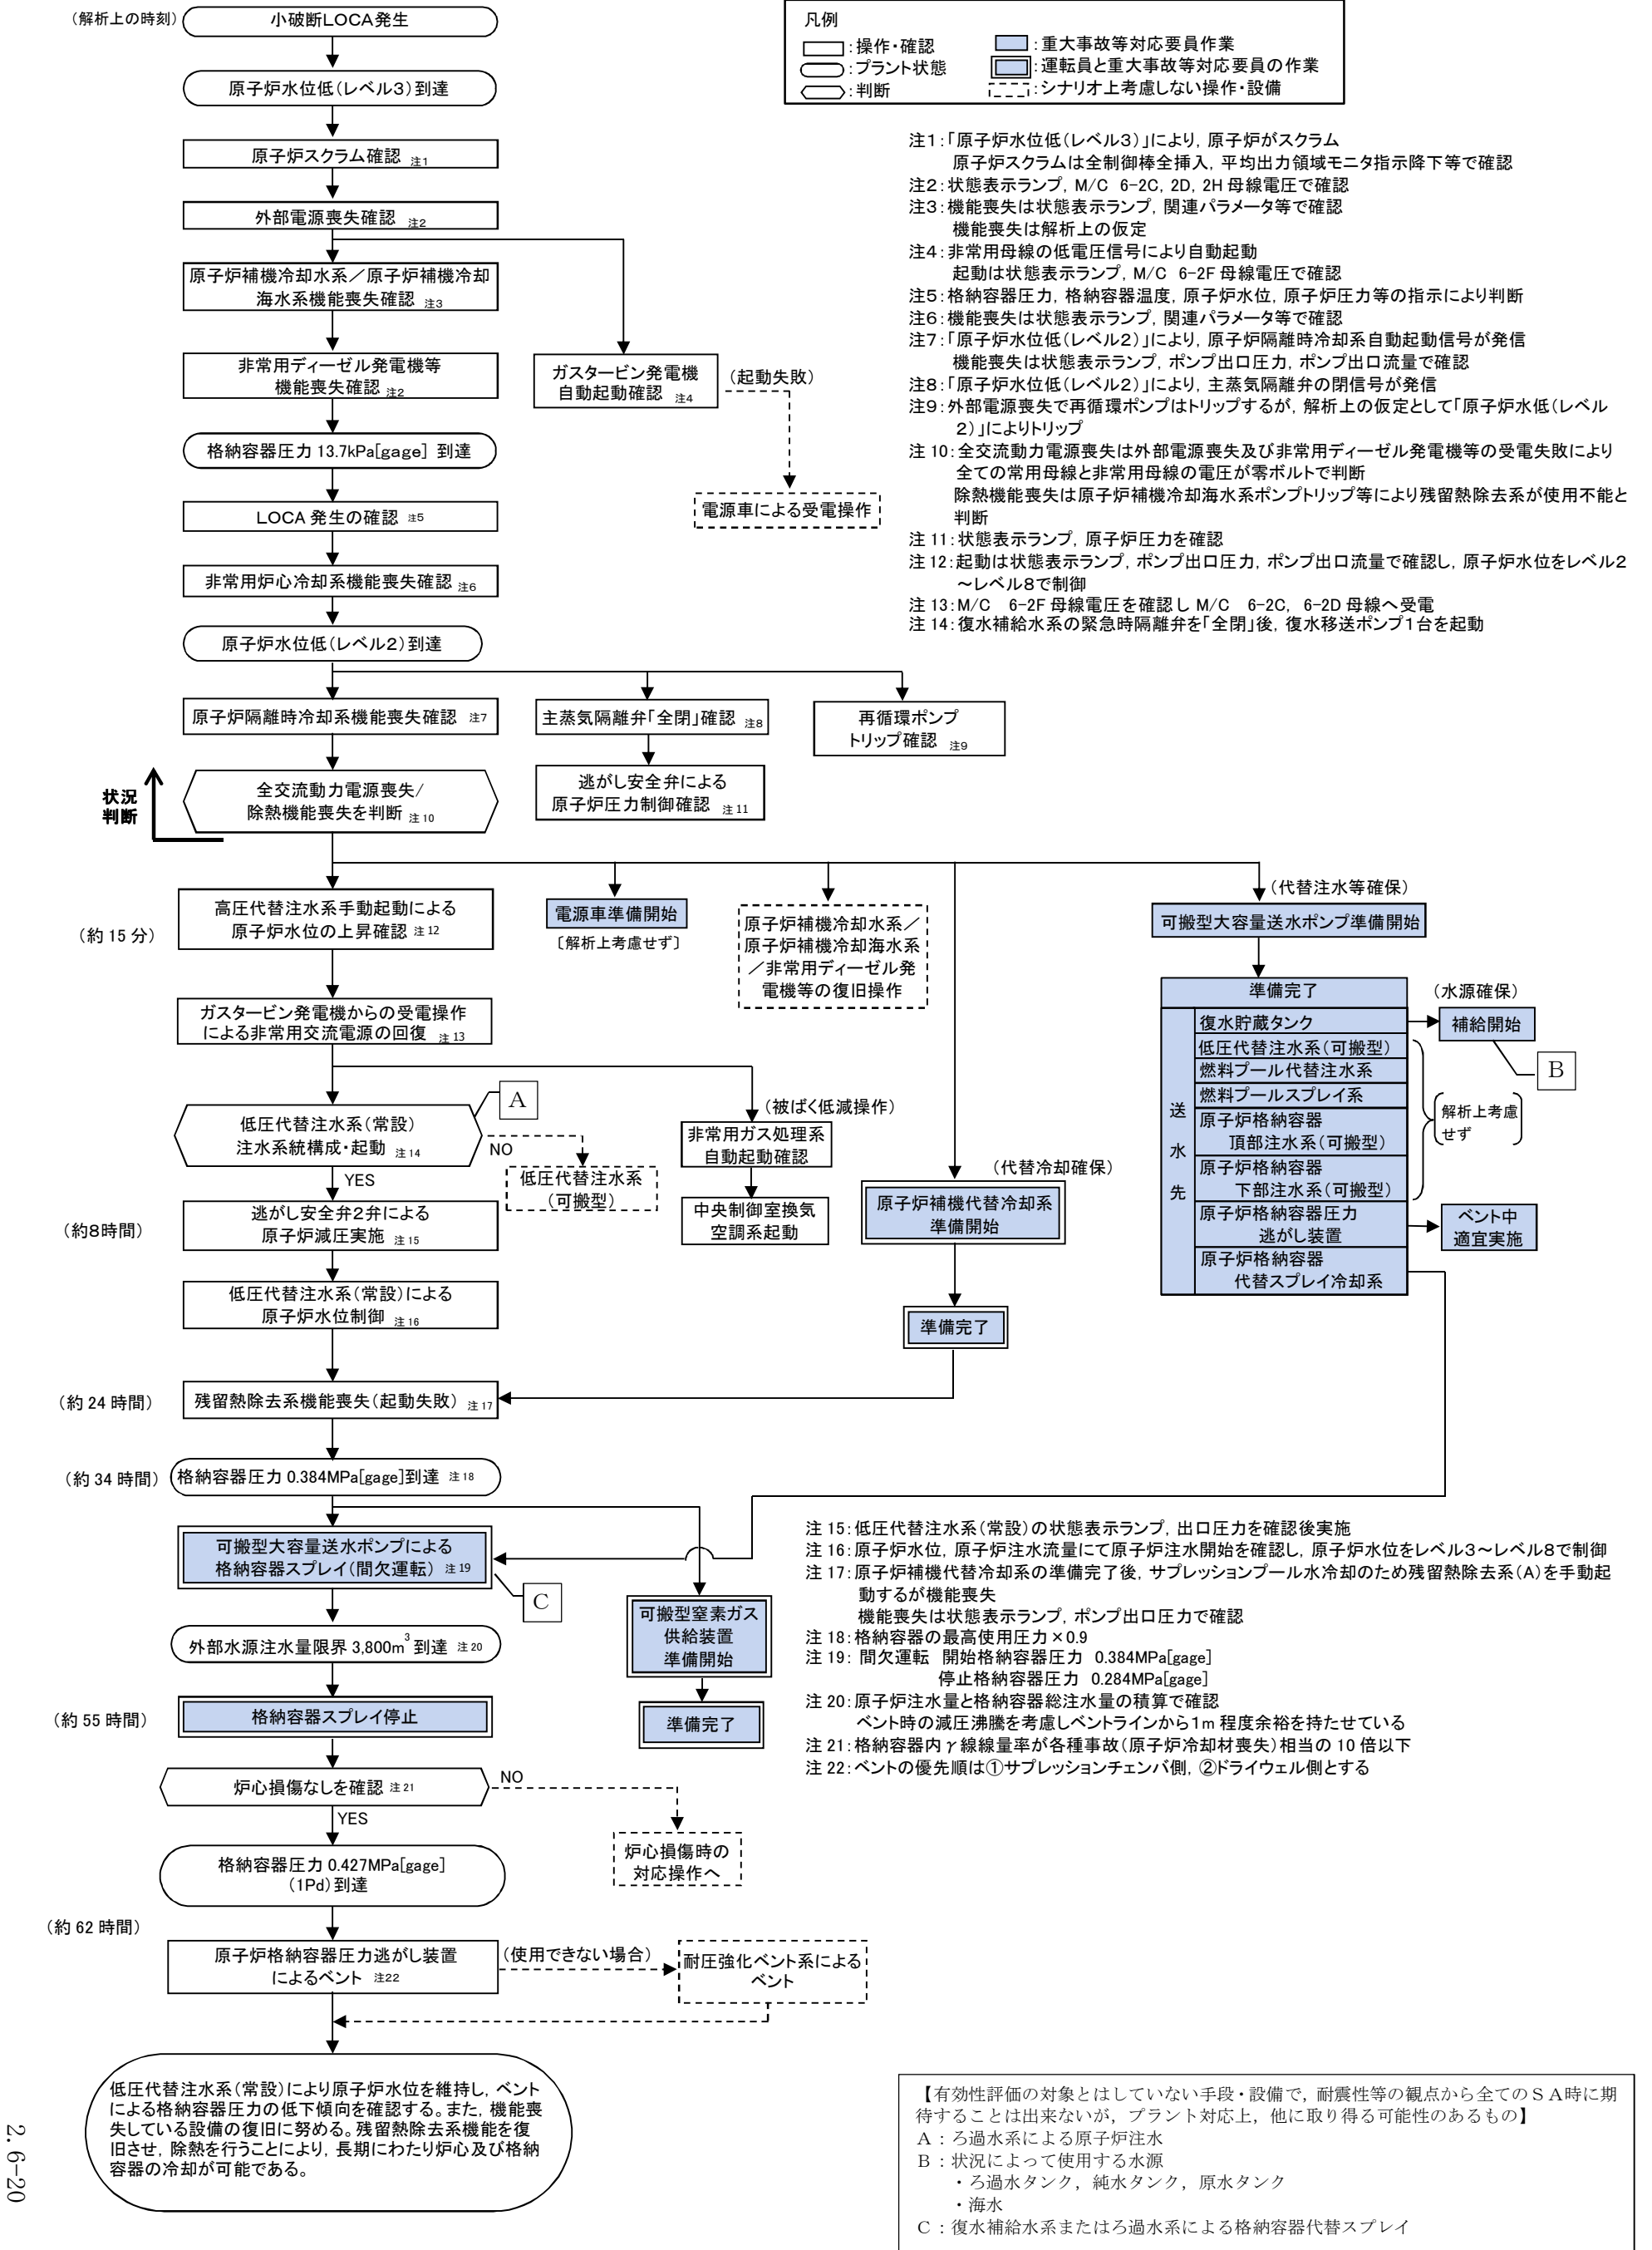 (解析上の時刻)
小破断LOCA発生
原子炉水位低(レベル3)到達
原子炉スクラム確認 注1
外部電源喪失確認 注2
原子炉補機冷却水系/原子炉補機冷却
海水系機能喪失確認 注3
非常用ディーゼル発電機等
機能喪失確認 注2
ガスタービン発電機
自動起動確認 注4
(起動失敗)
電源車による受電操作
格納容器圧力 13.7kPa[gage] 到達
LOCA 発生の確認 注5
非常用炉心冷却系機能喪失確認 注6
原子炉水位低(レベル2)到達
原子炉隔離時冷却系機能喪失確認 注7
主蒸気隔離弁「全閉」確認 注8
再循環ポンプ
トリップ確認 注9
逃がし安全弁による
原子炉圧力制御確認 注11
状況
判断
全交流動力電源喪失/
除熱機能喪失を判断 注10
凡例
:操作・確認
:プラント状態
:判断
:重大事故等対応要員作業
:運転員と重大事故等対応要員の作業
:シナリオ上考慮しない操作・設備
注1:「原子炉水位低(レベル3)」により,原子炉がスクラム
原子炉スクラムは全制御棒全挿入,平均出力領域モニタ指示降下等で確認
注2:状態表示ランプ,M/C 6-2C,2D,2H 母線電圧で確認
注3:機能喪失は状態表示ランプ,関連パラメータ等で確認
機能喪失は解析上の仮定
注4:非常用母線の低電圧信号により自動起動
起動は状態表示ランプ,M/C 6-2F 母線電圧で確認
注5:格納容器圧力,格納容器温度,原子炉水位,原子炉圧力等の指示により判断
注6:機能喪失は状態表示ランプ,関連パラメータ等で確認
注7:「原子炉水位低(レベル2)」により,原子炉隔離時冷却系自動起動信号が発信
機能喪失は状態表示ランプ,ポンプ出口圧力,ポンプ出口流量で確認
注8:「原子炉水位低(レベル2)」により,主蒸気隔離弁の閉信号が発信
注9:外部電源喪失で再循環ポンプはトリップするが,解析上の仮定として「原子炉水低(レベル
2)」によりトリップ
注 10:全交流動力電源喪失は外部電源喪失及び非常用ディーゼル発電機等の受電失敗により
全ての常用母線と非常用母線の電圧が零ボルトで判断
除熱機能喪失は原子炉補機冷却海水系ポンプトリップ等により残留熱除去系が使用不能と
判断
注 11:状態表示ランプ,原子炉圧力を確認
注 12:起動は状態表示ランプ,ポンプ出口圧力,ポンプ出口流量で確認し,原子炉水位をレベル2
~レベル8で制御
注 13:M/C 6-2F 母線電圧を確認し M/C 6-2C, 6-2D 母線へ受電
注 14:復水補給水系の緊急時隔離弁を「全閉」後,復水移送ポンプ1台を起動
(約 15 分)
高圧代替注水系手動起動による
原子炉水位の上昇確認 注12
電源車準備開始
〔解析上考慮せず〕
原子炉補機冷却水系/
原子炉補機冷却海水系
/非常用ディーゼル発
電機等の復旧操作
(代替注水等確保)
可搬型大容量送水ポンプ準備開始
準備完了
送水先
復水貯蔵タンク
低圧代替注水系(可搬型)
燃料プール代替注水系
燃料プールスプレイ系
原子炉格納容器
頂部注水系(可搬型)
原子炉格納容器
下部注水系(可搬型)
原子炉格納容器圧力
逃がし装置
原子炉格納容器
代替スプレイ冷却系
(水源確保)
補給開始
B
解析上考慮
せず
ベント中
適宜実施
ガスタービン発電機からの受電操作
による非常用交流電源の回復 注13
A
低圧代替注水系(常設)
注水系統構成・起動 注14
NO
YES
低圧代替注水系
(可搬型)
(被ばく低減操作)
非常用ガス処理系
自動起動確認
中央制御室換気
空調系起動
(代替冷却確保)
原子炉補機代替冷却系
準備開始
準備完了
(約8時間)
逃がし安全弁2弁による
原子炉減圧実施 注15
低圧代替注水系(常設)による
原子炉水位制御 注16
(約 24 時間)
残留熱除去系機能喪失(起動失敗) 注17
(約 34 時間)
格納容器圧力 0.384MPa[gage]到達 注18
可搬型大容量送水ポンプによる
格納容器スプレイ(間欠運転) 注19
C
外部水源注水量限界 3,800m3 到達 注20
可搬型窒素ガス
供給装置
準備開始
準備完了
(約 55 時間)
格納容器スプレイ停止
炉心損傷なしを確認 注21
NO
YES
炉心損傷時の
対応操作へ
格納容器圧力 0.427MPa[gage]
(1Pd)到達
(約 62 時間)
原子炉格納容器圧力逃がし装置
によるベント 注22
(使用できない場合)
耐圧強化ベント系による
ベント
注 15:低圧代替注水系(常設)の状態表示ランプ,出口圧力を確認後実施
注 16:原子炉水位,原子炉注水流量にて原子炉注水開始を確認し,原子炉水位をレベル3~レベル8で制御
注 17:原子炉補機代替冷却系の準備完了後,サプレッションプール水冷却のため残留熱除去系(A)を手動起
動するが機能喪失
機能喪失は状態表示ランプ,ポンプ出口圧力で確認
注 18:格納容器の最高使用圧力×0.9
注 19: 間欠運転 開始格納容器圧力 0.384MPa[gage]
停止格納容器圧力 0.284MPa[gage]
注 20:原子炉注水量と格納容器総注水量の積算で確認
ベント時の減圧沸騰を考慮しベントラインから1m 程度余裕を持たせている
注 21:格納容器内γ線線量率が各種事故(原子炉冷却材喪失)相当の 10 倍以下
注 22:ベントの優先順は①サプレッションチェンバ側,②ドライウェル側とする
低圧代替注水系(常設)により原子炉水位を維持し,ベント
による格納容器圧力の低下傾向を確認する。また,機能喪
失している設備の復旧に努める。残留熱除去系機能を復
旧させ,除熱を行うことにより,長期にわたり炉心及び格納
容器の冷却が可能である。
【有効性評価の対象とはしていない手段・設備で,耐震性等の観点から全てのSA時に期
待することは出来ないが,プラント対応上,他に取り得る可能性のあるもの】
A:ろ過水系による原子炉注水
B:状況によって使用する水源
・ろ過水タンク,純水タンク,原水タンク
・海水
C:復水補給水系またはろ過水系による格納容器代替スプレイ
2.6-20